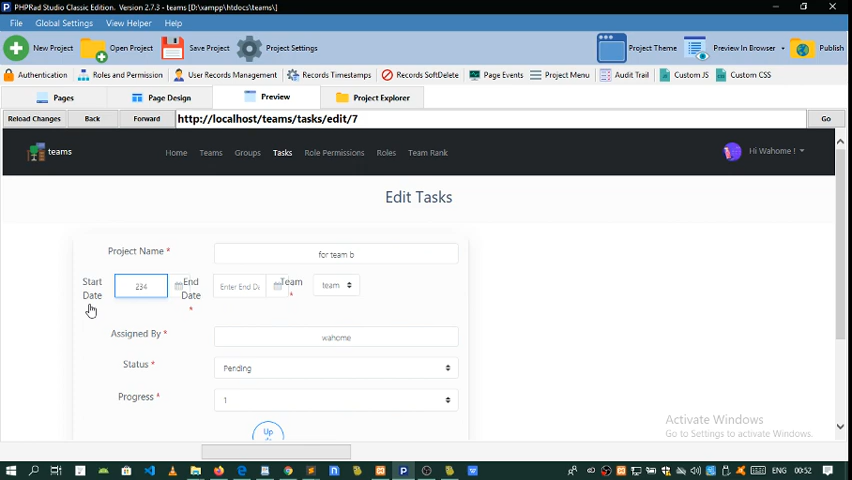 PHPRad Studio Classic Edition. Version 2.7.3 - teams [D:\xampp\htdocs\teams\]
File Global Settings View Helper Help
New Project Open Project Save Project Project Settings Project Theme Preview In Browser Publish
Authentication Roles and Permission User Records Management Records Timestamps Records SoftDelete Page Events Project Menu Audit Trail Custom JS Custom CSS
Pages Page Design Preview Project Explorer
Reload Changes Back Forward http://localhost/teams/tasks/edit/7 Go
teams Home Teams Groups Tasks Role Permissions Roles Team Rank Hi Wahome !
Edit Tasks
Project Name * for team b
Start Date 234 End Date * Enter End Da Team * team
Assigned By * wahome
Status * Pending
Progress * 1
Up
Activate Windows
Go to Settings to activate Windows.
ENG 00:52